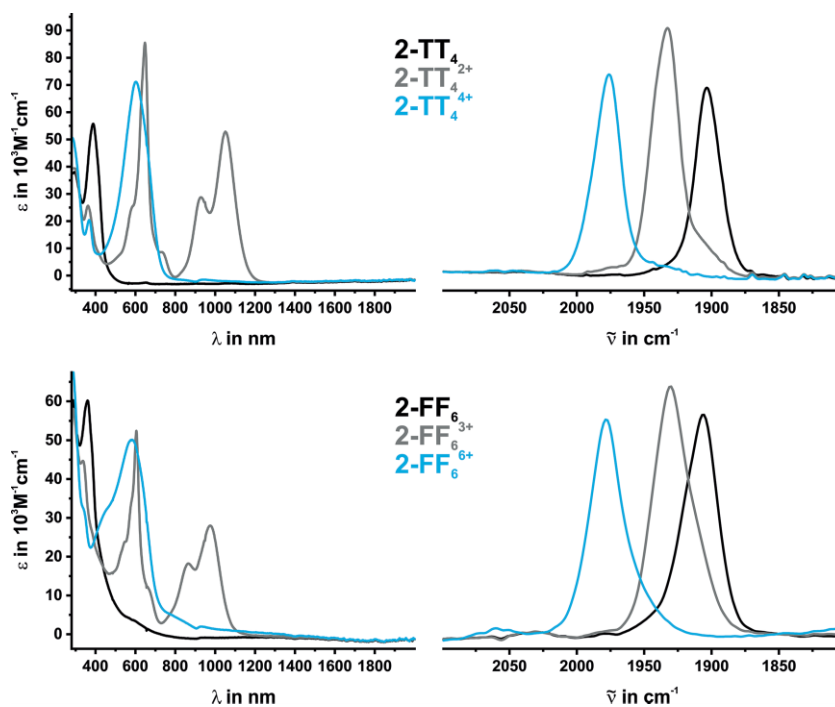 ε in 10³M⁻¹cm⁻¹
90
80
70
60
50
40
30
20
10
0
400 600 800 1000 1200 1400 1600 1800
λ in nm
2-TT₄
2-TT₄²⁺
2-TT₄⁴⁺
2050 2000 1950 1900 1850
ṽ in cm⁻¹
ε in 10³M⁻¹cm⁻¹
60
50
40
30
20
10
0
400 600 800 1000 1200 1400 1600 1800
λ in nm
2-FF₆
2-FF₆³⁺
2-FF₆⁶⁺
2050 2000 1950 1900 1850
ṽ in cm⁻¹